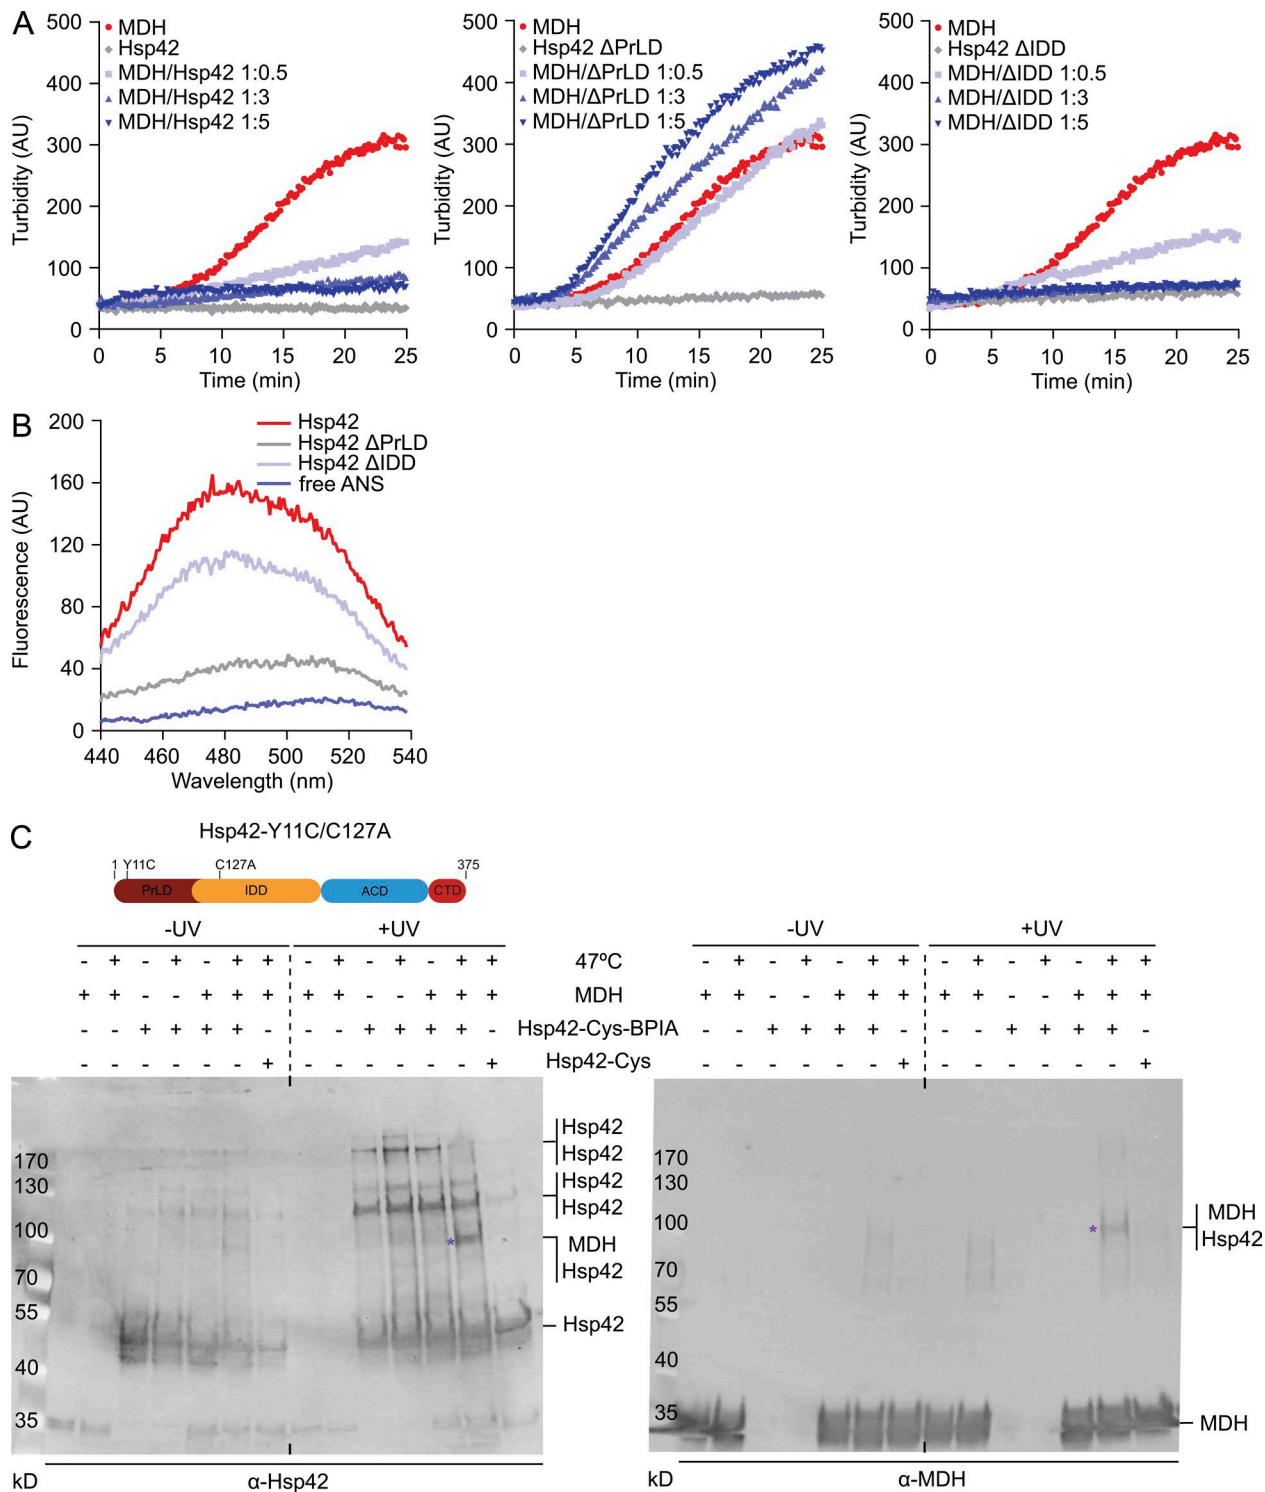 A
500
400
300
200
100
0
Turbidity (AU)
MDH
Hsp42
MDH/Hsp42 1:0.5
MDH/Hsp42 1:3
MDH/Hsp42 1:5
0 5 10 15 20 25
Time (min)
500
400
300
200
100
0
Turbidity (AU)
MDH
Hsp42 ΔPrLD
MDH/ΔPrLD 1:0.5
MDH/ΔPrLD 1:3
MDH/ΔPrLD 1:5
0 5 10 15 20 25
Time (min)
500
400
300
200
100
0
Turbidity (AU)
MDH
Hsp42 ΔIDD
MDH/ΔIDD 1:0.5
MDH/ΔIDD 1:3
MDH/ΔIDD 1:5
0 5 10 15 20 25
Time (min)
B
200
160
120
80
40
0
Fluorescence (AU)
Hsp42
Hsp42 ΔPrLD
Hsp42 ΔIDD
free ANS
440 460 480 500 520 540
Wavelength (nm)
C
Hsp42-Y11C/C127A
1 Y11C C127A 375
PrLD IDD ACD CTD
-UV +UV -UV +UV
- + - + - + + - + - + - + + 47ºC - + - + - + + - + - + - + +
+ + - - + + + + + - - + + + MDH + + - - + + + + + - - + + +
- - + + + + - - - + + + + - Hsp42-Cys-BPIA - - + + + + - - - + + + + -
- - - - - - + - - - - - - + Hsp42-Cys - - - - - - + - - - - - - +
170
130
100
70
55
40
35
kD
*
Hsp42
Hsp42
Hsp42
Hsp42
MDH
Hsp42
Hsp42
α-Hsp42
170
130
100
70
55
40
35
kD
*
MDH
Hsp42
MDH
α-MDH